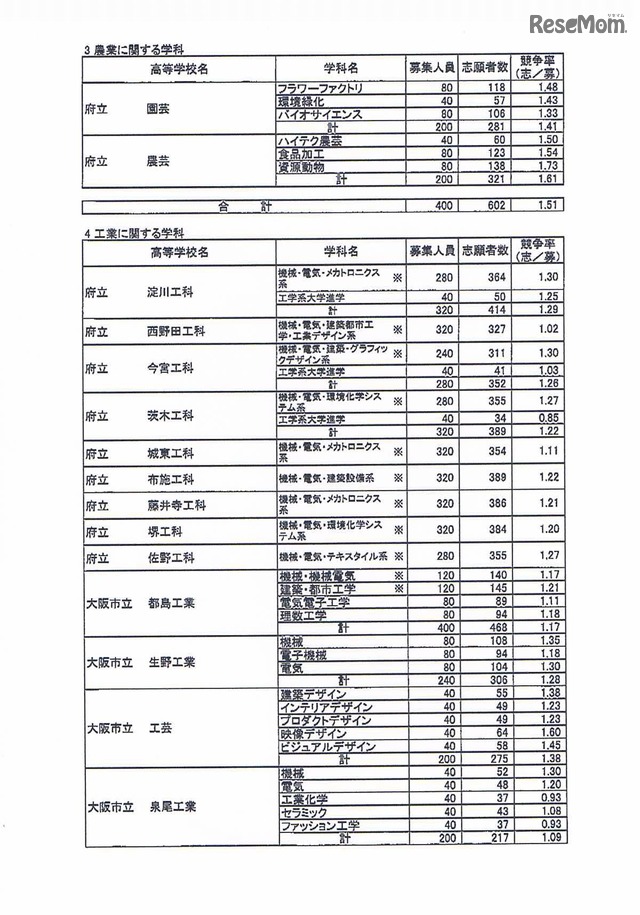 リセマム
ReseMom
3 農業に関する学科
高等学校名 学科名 募集人員 志願者数 競争率
(志/募)
府立 園芸 フラワーファクトリ 80 118 1.48
環境緑化 40 57 1.43
バイオサイエンス 80 106 1.33
計 200 281 1.41
府立 農芸 ハイテク農芸 40 60 1.50
食品加工 80 123 1.54
資源動物 80 138 1.73
計 200 321 1.61
合計 400 602 1.51
4 工業に関する学科
高等学校名 学科名 募集人員 志願者数 競争率
(志/募)
府立 淀川工科 機械・電気・メカトロニクス
系 ※ 280 364 1.30
工学系大学進学 40 50 1.25
計 320 414 1.29
府立 西野田工科 機械・電気・建築都市工
学・工業デザイン系 ※ 320 327 1.02
府立 今宮工科 機械・電気・建築・グラフィッ
クデザイン系 ※ 240 311 1.30
工学系大学進学 40 41 1.03
計 280 352 1.26
府立 茨木工科 機械・電気・環境化学シス
テム系 ※ 280 355 1.27
工学系大学進学 40 34 0.85
計 320 389 1.22
府立 城東工科 機械・電気・メカトロニクス
系 ※ 320 354 1.11
府立 布施工科 機械・電気・建築設備系 ※ 320 389 1.22
府立 藤井寺工科 機械・電気・メカトロニクス
系 ※ 320 386 1.21
府立 堺工科 機械・電気・環境化学シス
テム系 ※ 320 384 1.20
府立 佐野工科 機械・電気・テキスタイル系 ※ 280 355 1.27
大阪市立 都島工業 機械・機械電気 ※ 120 140 1.17
建築・都市工学 ※ 120 145 1.21
電気電子工学 80 89 1.11
理数工学 80 94 1.18
計 400 468 1.17
大阪市立 生野工業 機械 80 108 1.35
電子機械 80 94 1.18
電気 80 104 1.30
計 240 306 1.28
大阪市立 工芸 建築デザイン 40 55 1.38
インテリアデザイン 40 49 1.23
プロダクトデザイン 40 49 1.23
映像デザイン 40 64 1.60
ビジュアルデザイン 40 58 1.45
計 200 275 1.38
大阪市立 泉尾工業 機械 40 52 1.30
電気 40 48 1.20
工業化学 40 37 0.93
セラミック 40 43 1.08
ファッション工学 40 37 0.93
計 200 217 1.09